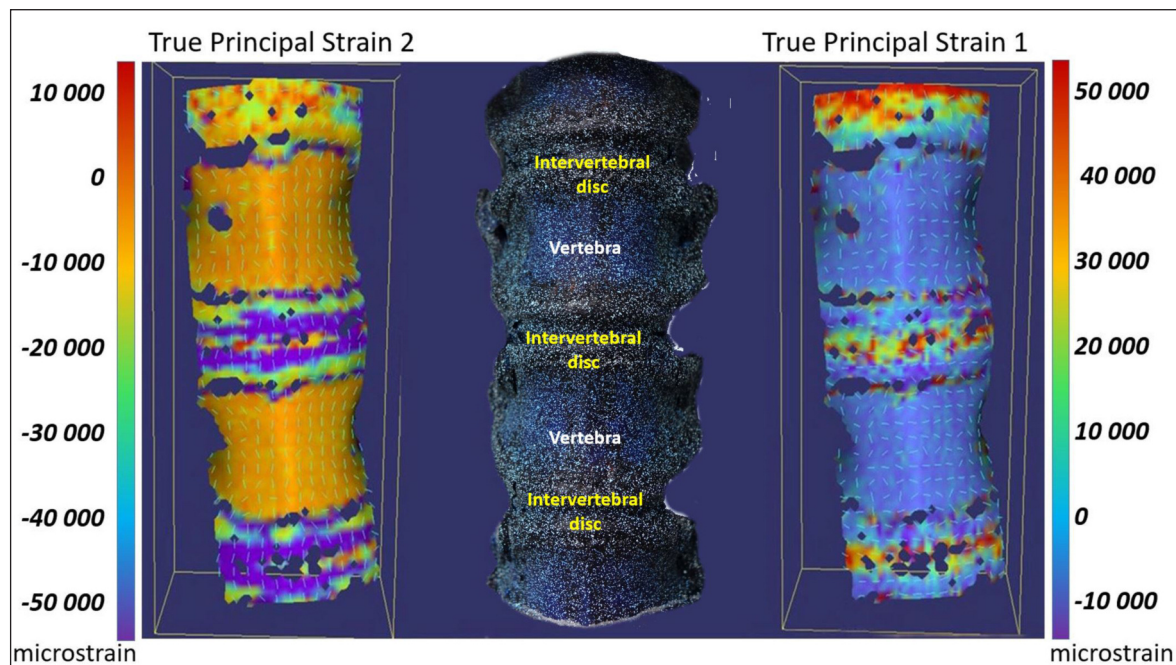 True Principal Strain 2
True Principal Strain 1
10 000
0
-10 000
-20 000
-30 000
-40 000
-50 000
microstrain
Intervertebral
disc
Vertebra
Intervertebral
disc
Vertebra
Intervertebral
disc
50 000
40 000
30 000
20 000
10 000
0
-10 000
microstrain